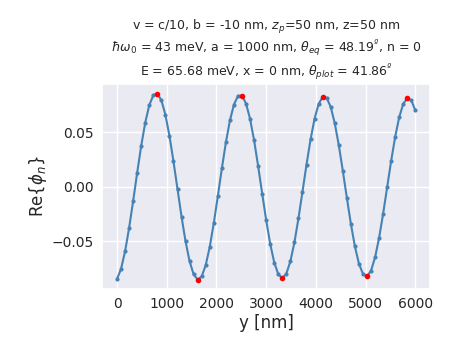 v = c/10, b = -10 nm, z_p=50 nm, z=50 nm
ℏω₀ = 43 meV, a = 1000 nm, θ_eq = 48.19°, n = 0
E = 65.68 meV, x = 0 nm, θ_plot = 41.86°
Re{ϕ_n}
0.05
0.00
−0.05
0 1000 2000 3000 4000 5000 6000
y [nm]